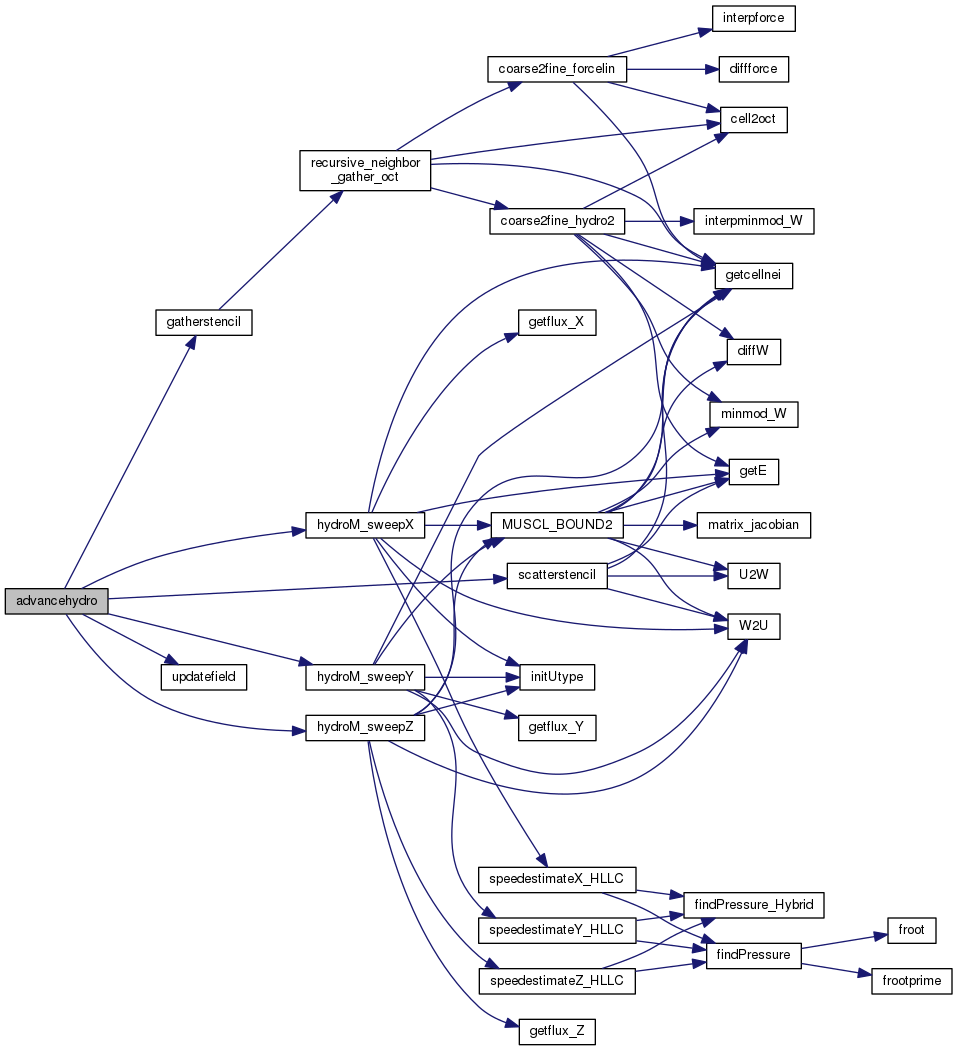 interpforce
coarse2fine_forcelin
diffforce
cell2oct
recursive_neighbor
_gather_oct
coarse2fine_hydro2
interpminmod_W
getcellnei
gatherstencil
getflux_X
diffW
minmod_W
getE
hydroM_sweepX
MUSCL_BOUND2
matrix_jacobian
scatterstencil
U2W
advancehydro
W2U
updatefield
hydroM_sweepY
initUtype
hydroM_sweepZ
getflux_Y
speedestimateX_HLLC
findPressure_Hybrid
speedestimateY_HLLC
froot
findPressure
speedestimateZ_HLLC
frootprime
getflux_Z